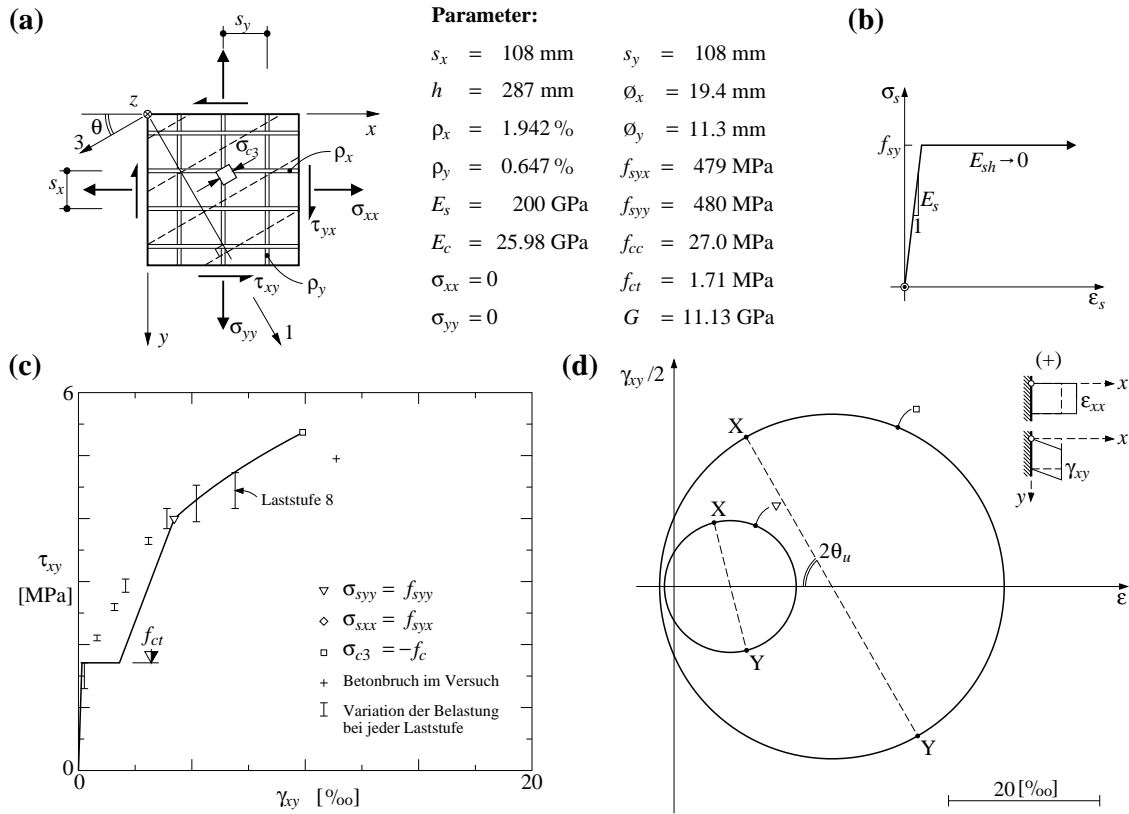 (a)
s_y
z
x
θ
3
σ_c3
ρ_x
s_x
σ_xx
τ_yx
τ_xy
ρ_y
σ_yy
1
y
Parameter:
s_x = 108 mm s_y = 108 mm
h = 287 mm ø_x = 19.4 mm
ρ_x = 1.942 % ø_y = 11.3 mm
ρ_y = 0.647 % f_syx = 479 MPa
E_s = 200 GPa f_syy = 480 MPa
E_c = 25.98 GPa f_cc = 27.0 MPa
σ_xx = 0 f_ct = 1.71 MPa
σ_yy = 0 G = 11.13 GPa
(b)
σ_s
f_sy
E_sh → 0
E_s
1
ε_s
(c)
6
Laststufe 8
τ_xy
[MPa]
f_ct
σ_syy = f_syy
σ_sxx = f_syx
σ_c3 = −f_c
+ Betonbruch im Versuch
Variation der Belastung
bei jeder Laststufe
0
0
20
γ_xy [‰]
(d)
γ_xy/2
(+)
x
ε_xx
x
γ_xy
y
X
X
2θ_u
ε
Y
Y
20 [‰]